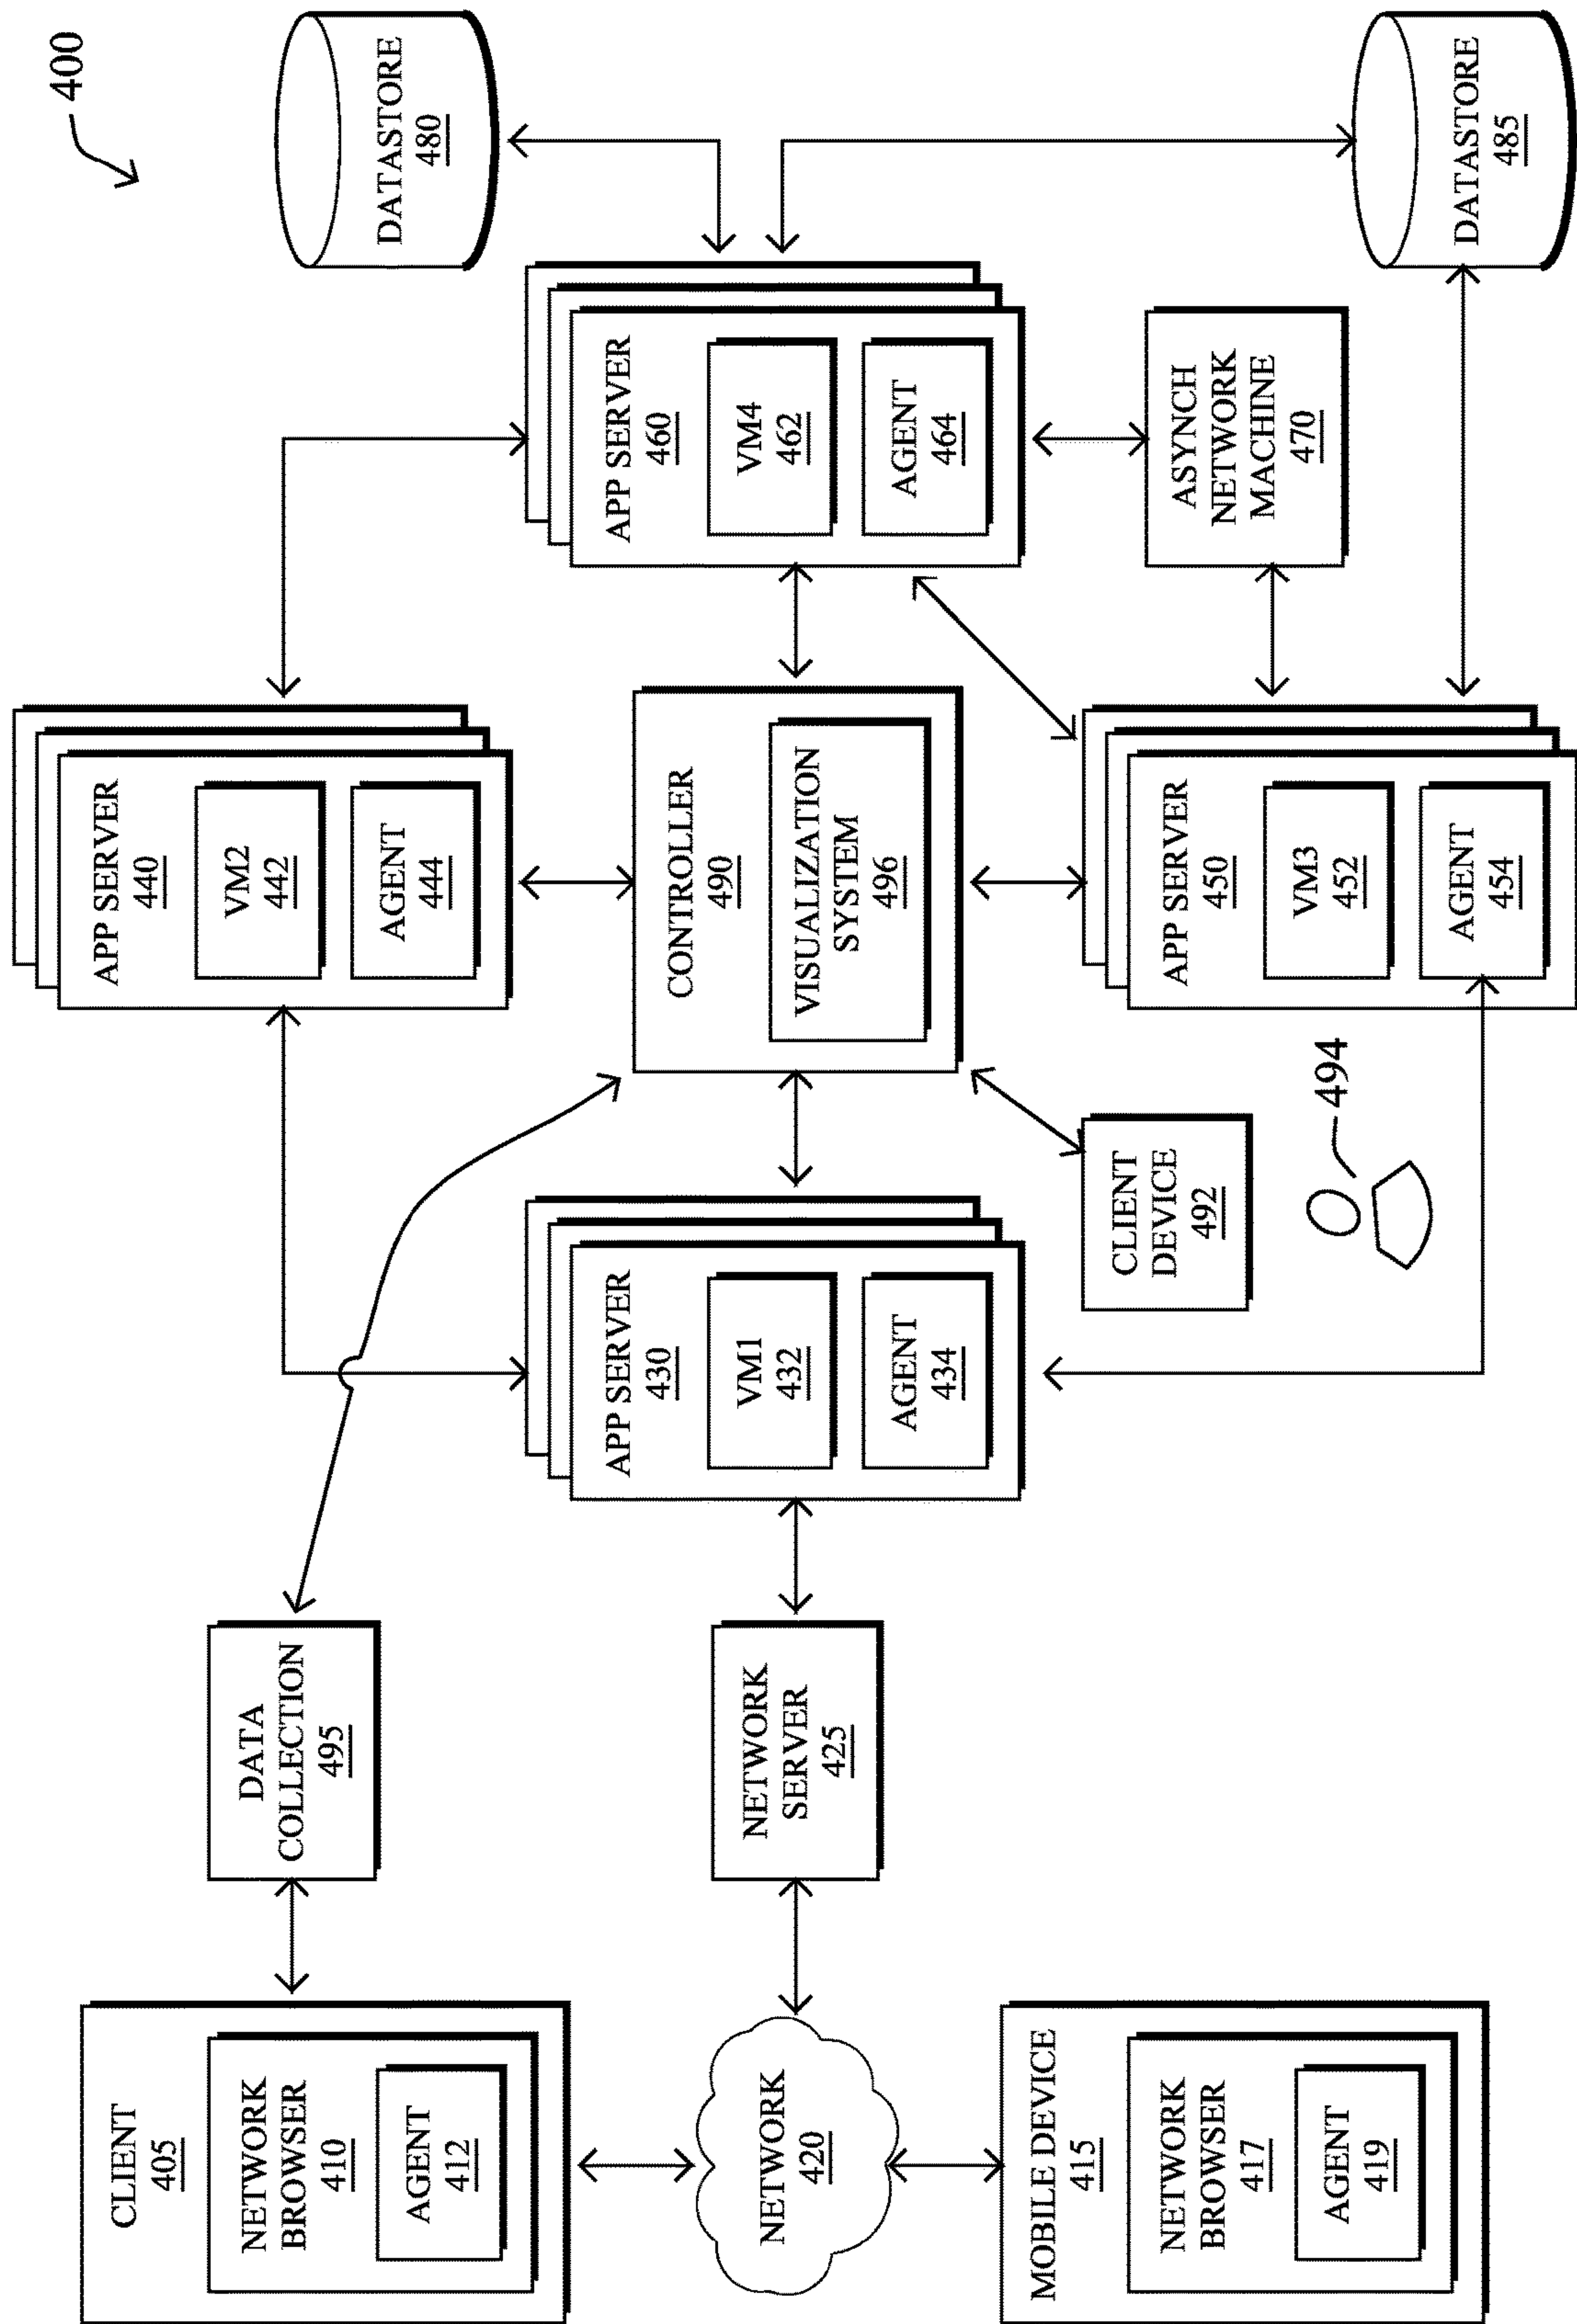 400
CLIENT
405
NETWORK
BROWSER
410
AGENT
412
DATA
COLLECTION
495
NETWORK
420
NETWORK
SERVER
425
MOBILE DEVICE
415
NETWORK
BROWSER
417
AGENT
419
APP SERVER
430
VM1
432
AGENT
434
APP SERVER
440
VM2
442
AGENT
444
CONTROLLER
490
VISUALIZATION
SYSTEM
496
CLIENT
DEVICE
492
494
APP SERVER
450
VM3
452
AGENT
454
APP SERVER
460
VM4
462
AGENT
464
ASYNCH
NETWORK
MACHINE
470
DATASTORE
480
DATASTORE
485